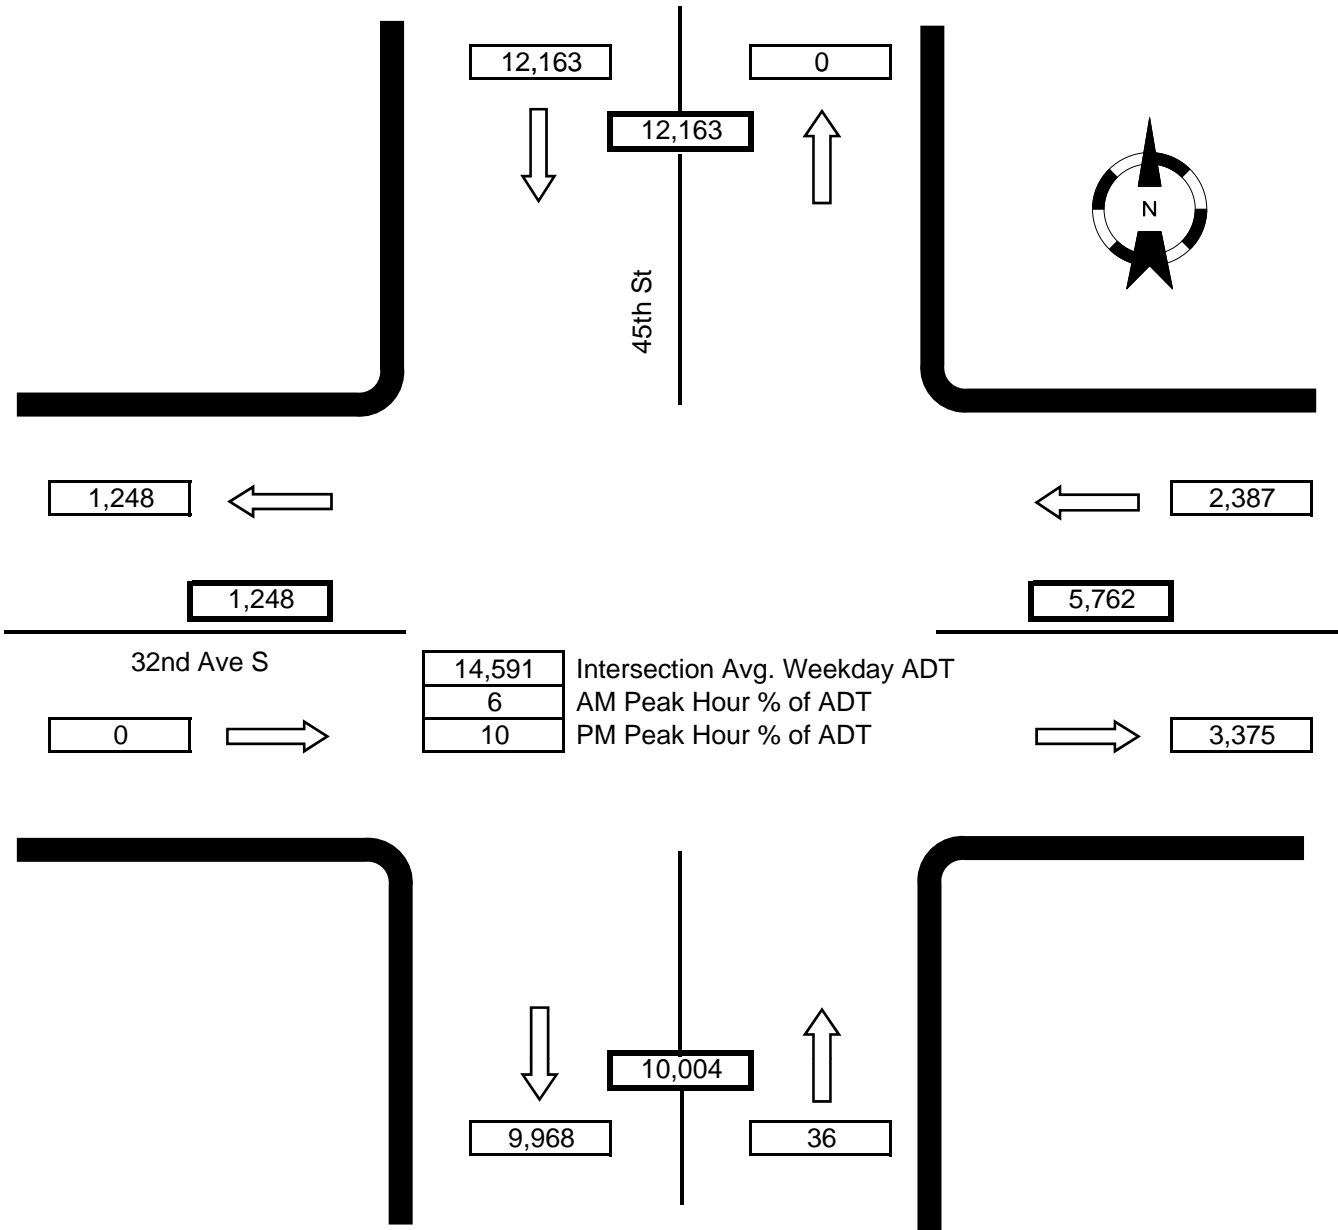 12,163
0
12,163
N
45th St
1,248
2,387
1,248
5,762
32nd Ave S
14,591 Intersection Avg. Weekday ADT
6 AM Peak Hour % of ADT
10 PM Peak Hour % of ADT
0
3,375
10,004
9,968
36